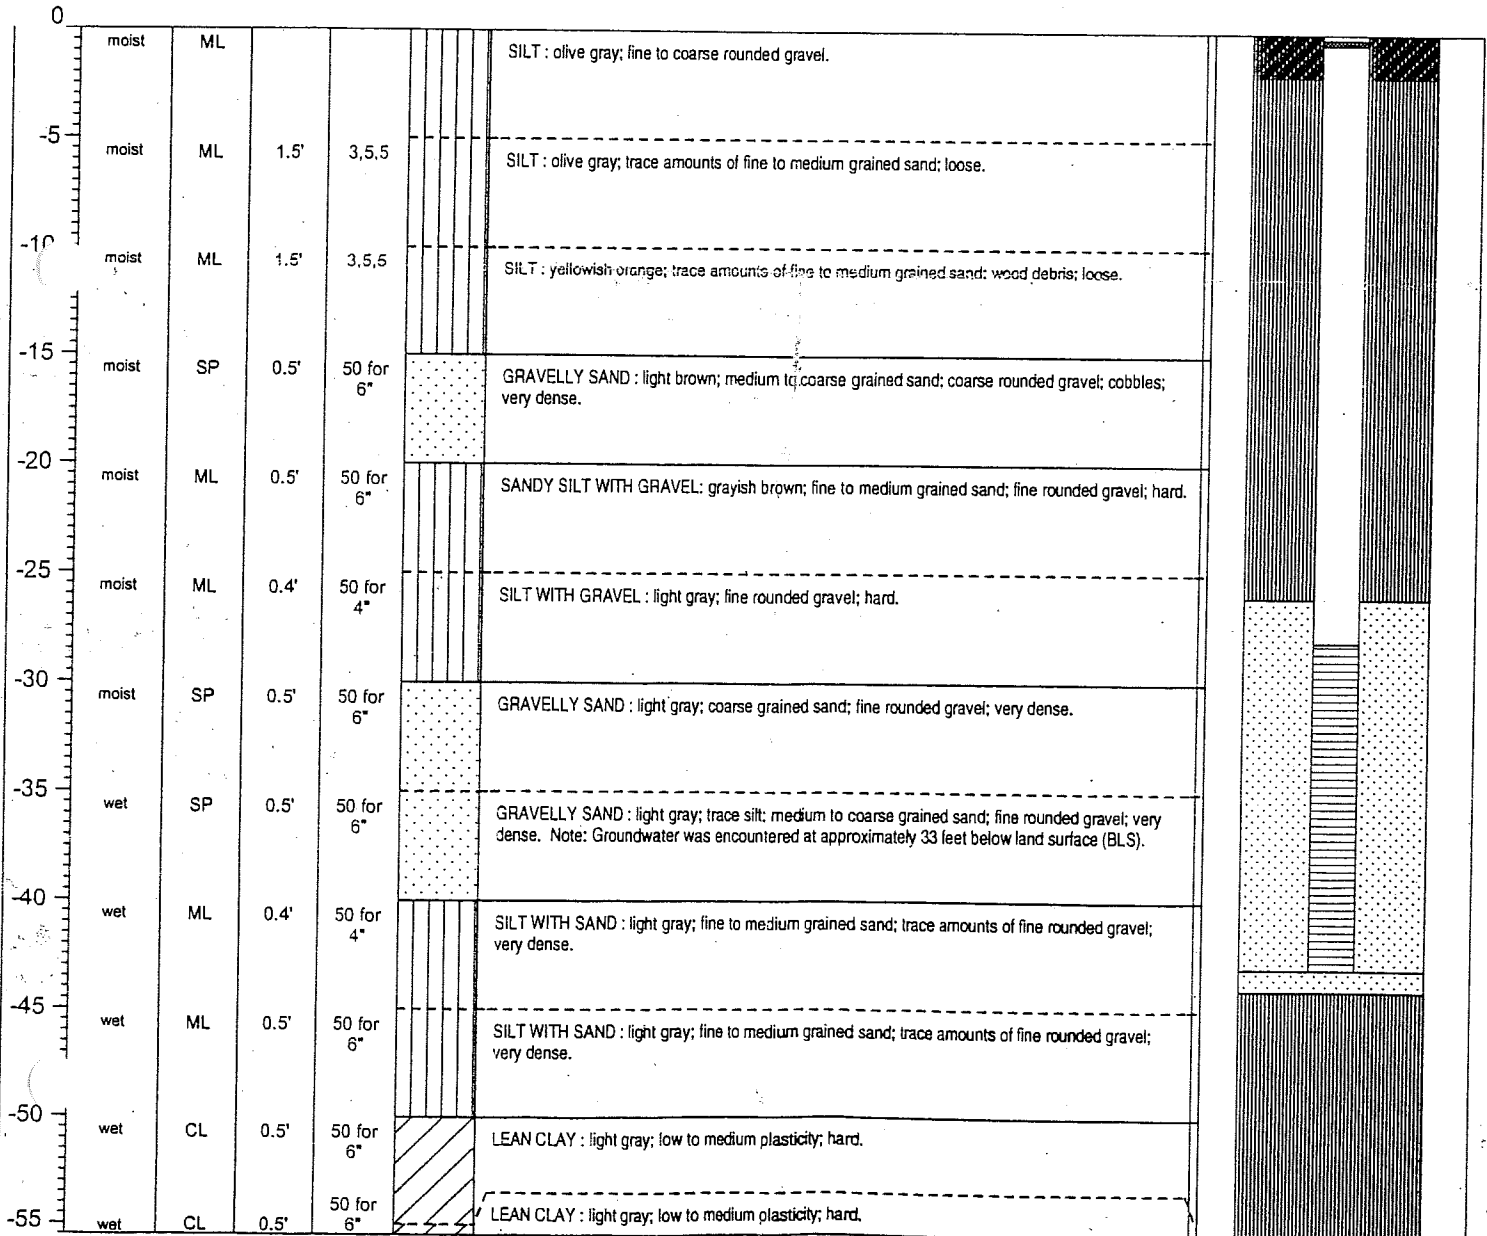 0
moist ML SILT : olive gray; fine to coarse rounded gravel.
-5
moist ML 1.5' 3,5,5 SILT : olive gray; trace amounts of fine to medium grained sand; loose.
-10
moist ML 1.5' 3,5,5 SILT : yellowish orange; trace amounts of fine to medium grained sand; wood debris; loose.
-15
moist SP 0.5' 50 for 6" GRAVELLY SAND : light brown; medium to coarse grained sand; coarse rounded gravel; cobbles;
very dense.
-20
moist ML 0.5' 50 for 6" SANDY SILT WITH GRAVEL: grayish brown; fine to medium grained sand; fine rounded gravel; hard.
-25
moist ML 0.4' 50 for 4" SILT WITH GRAVEL : light gray; fine rounded gravel; hard.
-30
moist SP 0.5' 50 for 6" GRAVELLY SAND : light gray; coarse grained sand; fine rounded gravel; very dense.
-35
wet SP 0.5' 50 for 6" GRAVELLY SAND : light gray; trace silt; medium to coarse grained sand; fine rounded gravel; very
dense. Note: Groundwater was encountered at approximately 33 feet below land surface (BLS).
-40
wet ML 0.4' 50 for 4" SILT WITH SAND : light gray; fine to medium grained sand; trace amounts of fine rounded gravel;
very dense.
-45
wet ML 0.5' 50 for 6" SILT WITH SAND : light gray; fine to medium grained sand; trace amounts of fine rounded gravel;
very dense.
-50
wet CL 0.5' 50 for 6" LEAN CLAY : light gray; low to medium plasticity; hard.
-55
wet CL 0.5' 50 for 6" LEAN CLAY : light gray; low to medium plasticity; hard.